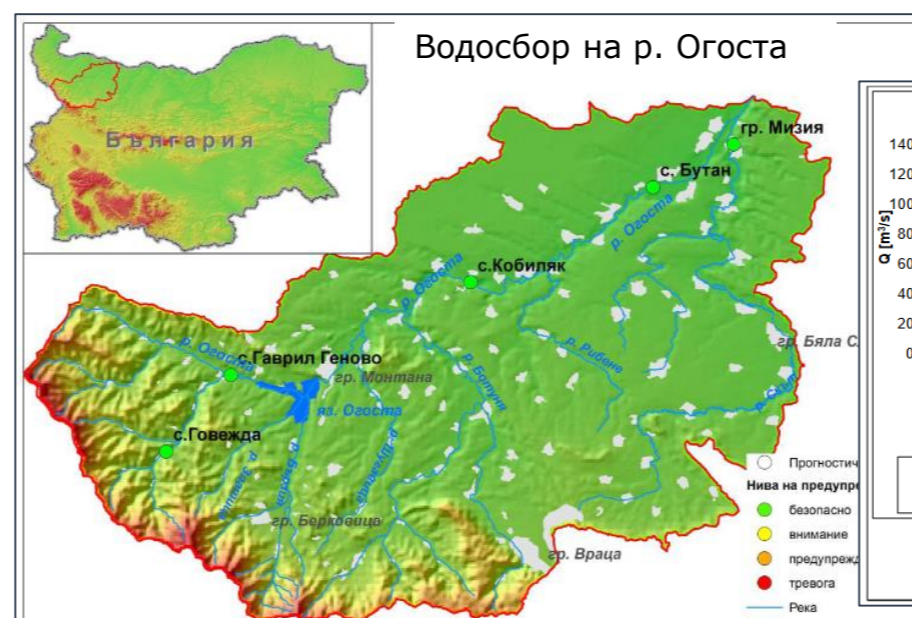 Водосбор на р. Огоста
България
гр. Мизия
с. Бутан
р. Огоста
с.Кобиляк
р. Огоста
р. Огоста
с.Гаврил Геново
гр. Монтана
яз. Огоста
с.Говежда
р. Ботуня
р. Рибене
гр. Бяла С
р. Скът
гр. Берковица
гр. Враца
Прогностич
Нива на предупре
безопасно
внимание
предупрежд
тревога
Река
Q [m³/s]
140
120
100
80
60
40
20
0